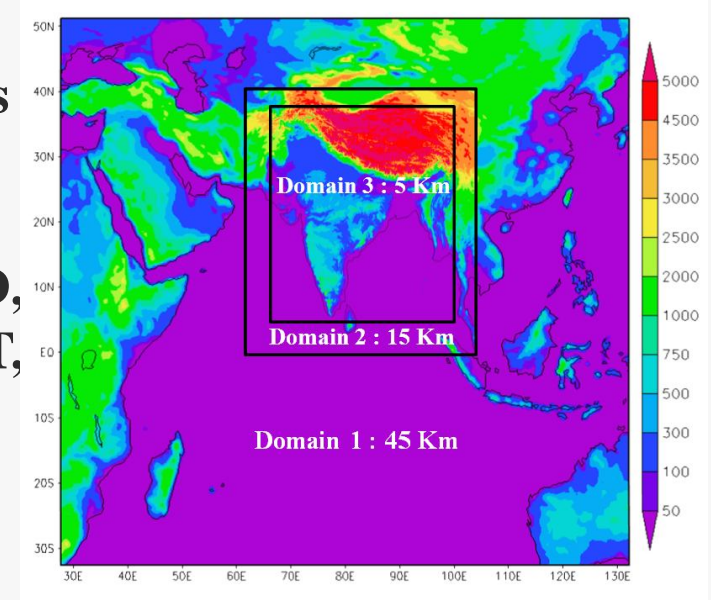 s
O,
T,
50N
40N
30N
20N
10N
EQ
10S
20S
30S
30E 40E 50E 60E 70E 80E 90E 100E 110E 120E 130E
Domain 3 : 5 Km
Domain 2 : 15 Km
Domain 1 : 45 Km
5000
4500
3500
3000
2500
2000
1000
750
500
300
100
50